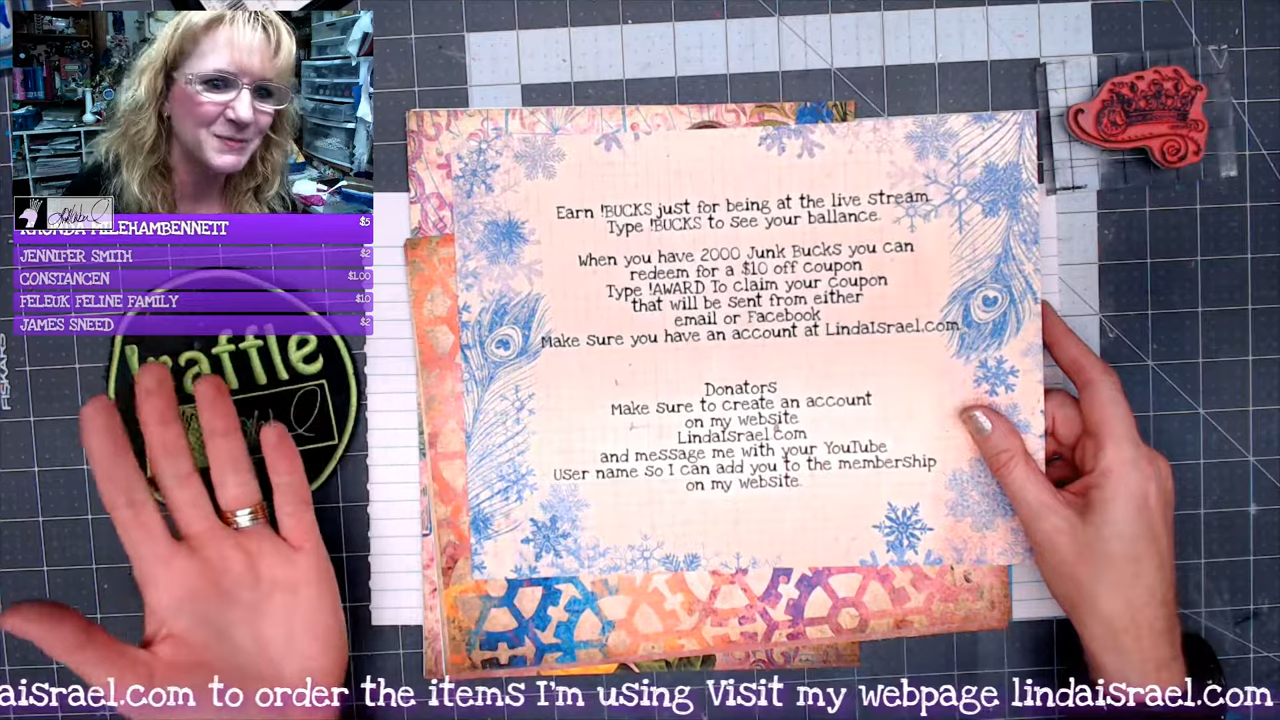 $5
JENNIFER SMITH $2
CONSTANCEN $1.00
FELEUK FELINE FAMILY $10
JAMES SNEED $2
FISKARS
raffle
Earn !BUCKS just for being at the live stream.
Type !BUCKS to see your ballance.
When you have 2000 Junk Bucks you can
redeem for a $10 off coupon
Type !AWARD To claim your coupon
that will be sent from either
email or Facebook
Make sure you have an account at LindaIsrael.com
Donators
Make sure to create an account
on my website
LindaIsrael.com
and message me with your YouTube
User name so I can add you to the membership
on my website.
daisrael.com to order the items I'm using Visit my webpage lindaisrael.com